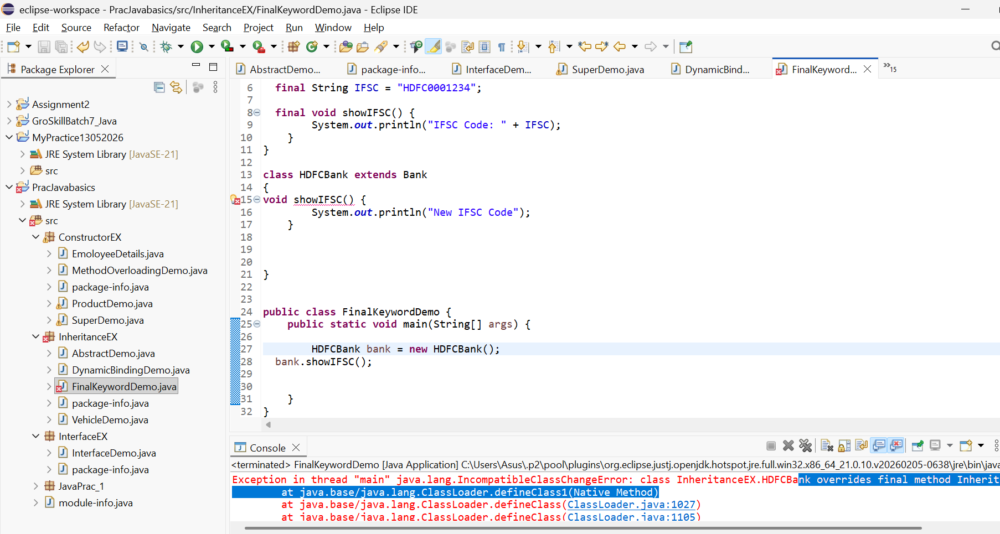 eclipse-workspace - PracJavabasics/src/InheritanceEX/FinalKeywordDemo.java - Eclipse IDE
File Edit Source Refactor Navigate Search Project Run Window Help
Package Explorer
Assignment2
GroSkillBatch7_Java
MyPractice13052026
JRE System Library [JavaSE-21]
src
PracJavabasics
JRE System Library [JavaSE-21]
src
ConstructorEX
EmoloyeeDetails.java
MethodOverloadingDemo.java
package-info.java
ProductDemo.java
SuperDemo.java
InheritanceEX
AbstractDemo.java
DynamicBindingDemo.java
FinalKeywordDemo.java
package-info.java
VehicleDemo.java
InterfaceEX
InterfaceDemo.java
package-info.java
JavaPrac_1
module-info.java
AbstractDemo... package-info... InterfaceDem... SuperDemo.java DynamicBind... FinalKeyword... »15
6 final String IFSC = "HDFC0001234";
7
8 final void showIFSC() {
9 System.out.println("IFSC Code: " + IFSC);
10 }
11 }
12
13 class HDFCBank extends Bank
14 {
15 void showIFSC() {
16 System.out.println("New IFSC Code");
17 }
18
19
20
21 }
22
23
24 public class FinalKeywordDemo {
25 public static void main(String[] args) {
26
27 HDFCBank bank = new HDFCBank();
28 bank.showIFSC();
29
30
31 }
32 }
Console
<terminated> FinalKeywordDemo [Java Application] C:\Users\Asus\.p2\pool\plugins\org.eclipse.justj.openjdk.hotspot.jre.full.win32.x86_64_21.0.10.v20260205-0638\jre\bin\java
Exception in thread "main" java.lang.IncompatibleClassChangeError: class InheritanceEX.HDFCBank overrides final method Inherit
at java.base/java.lang.ClassLoader.defineClass1(Native Method)
at java.base/java.lang.ClassLoader.defineClass(ClassLoader.java:1027)
at java.base/java.lang.ClassLoader.defineClass(ClassLoader.java:1105)